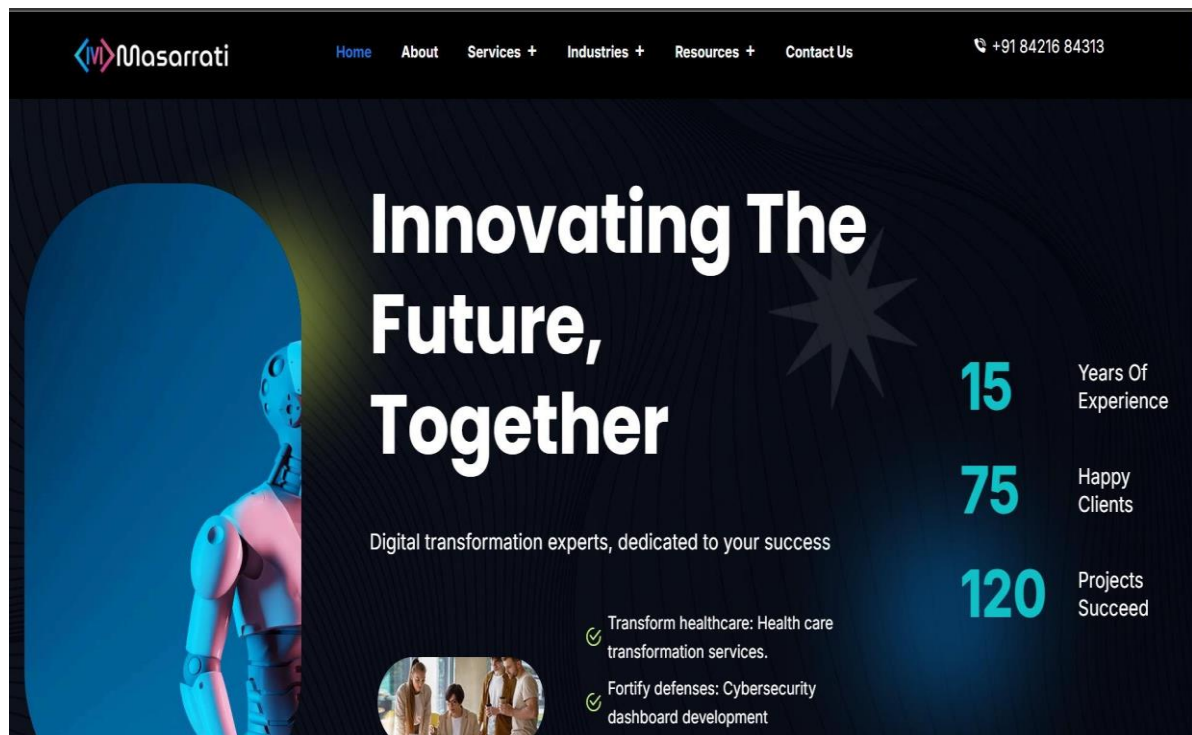 Masarrati
Home About Services + Industries + Resources + Contact Us
+91 84216 84313
Innovating The
Future,
Together
Digital transformation experts, dedicated to your success
Transform healthcare: Health care
transformation services.
Fortify defenses: Cybersecurity
dashboard development
15
Years Of
Experience
75
Happy
Clients
120
Projects
Succeed